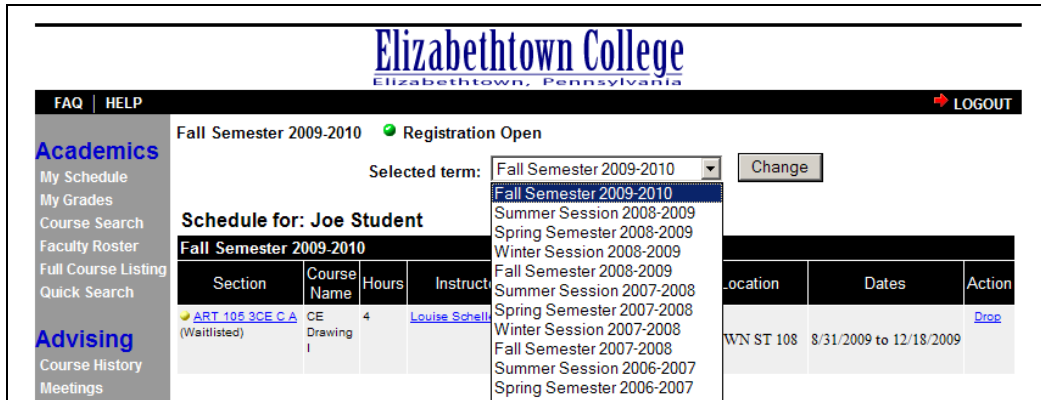 Elizabethtown College
Elizabethtown, Pennsylvania
FAQ | HELP
LOGOUT
Academics
My Schedule
My Grades
Course Search
Faculty Roster
Full Course Listing
Quick Search
Advising
Course History
Meetings
Fall Semester 2009-2010 Registration Open
Selected term: Fall Semester 2009-2010 Change
Fall Semester 2009-2010
Summer Session 2008-2009
Spring Semester 2008-2009
Winter Session 2008-2009
Fall Semester 2008-2009
Summer Session 2007-2008
Spring Semester 2007-2008
Winter Session 2007-2008
Fall Semester 2007-2008
Summer Session 2006-2007
Spring Semester 2006-2007
Schedule for: Joe Student
Fall Semester 2009-2010
Section Course Name Hours Location Dates Action
ART 105 3CE C A
(Waitlisted)
CE
Drawing
I
4
Louise
WN ST 108
8/31/2009 to 12/18/2009
Drop